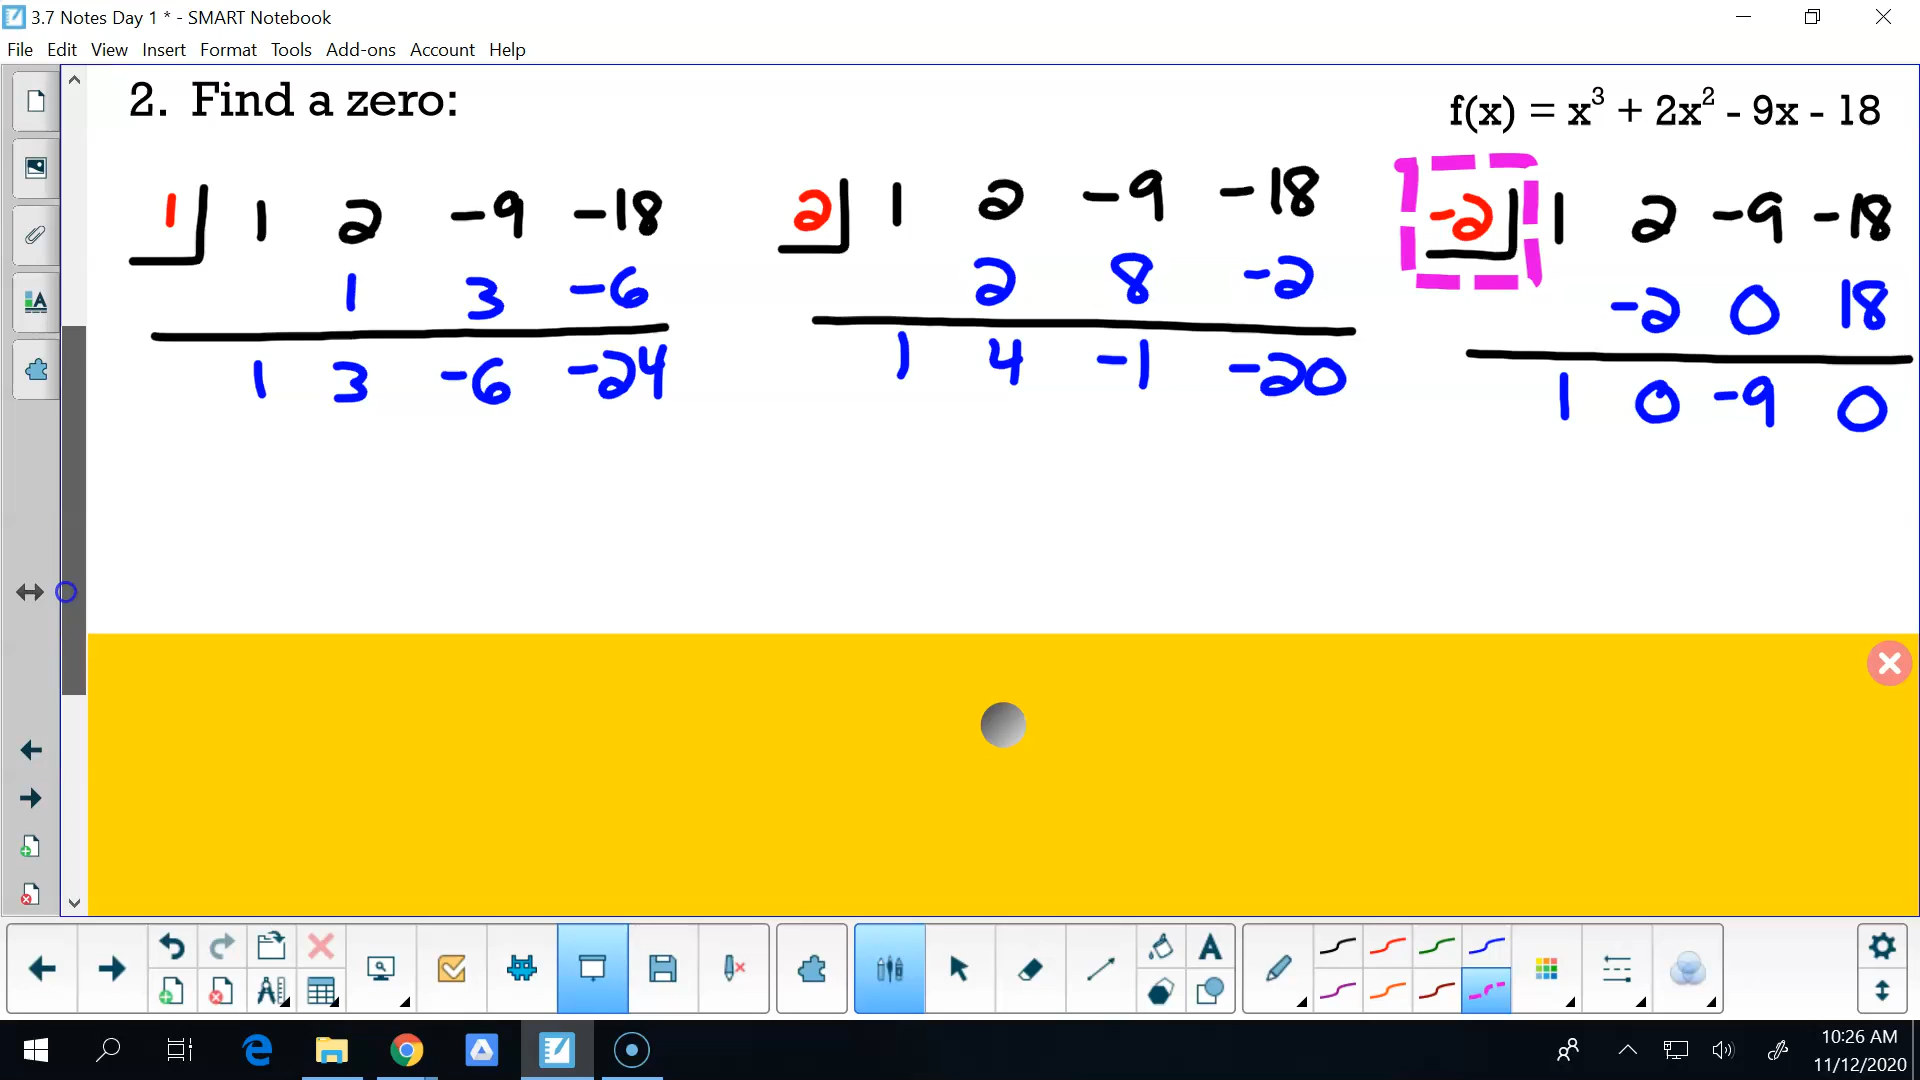 3.7 Notes Day 1 * - SMART Notebook
File Edit View Insert Format Tools Add-ons Account Help
2. Find a zero:
f(x) = x³ + 2x² - 9x - 18
1 1 2 -9 -18
1 3 -6
1 3 -6 -24
2 1 2 -9 -18
2 8 -2
1 4 -1 -20
-2 1 2 -9 -18
-2 0 18
1 0 -9 0
10:26 AM
11/12/2020